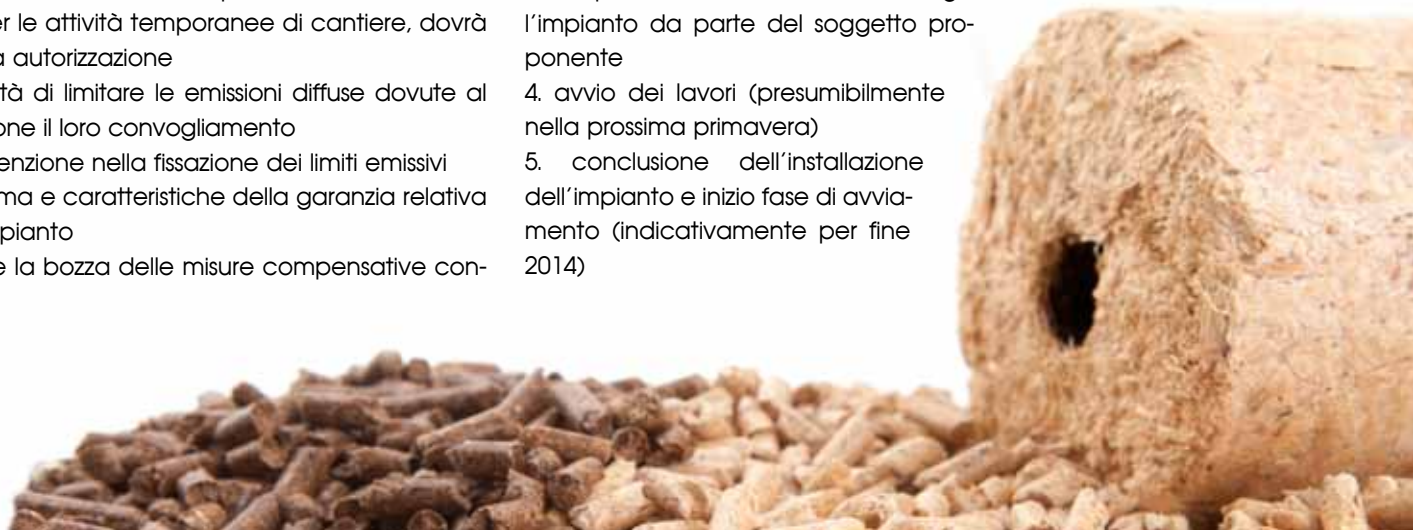 er le attività temporanee di cantiere, dovrà
a autorizzazione
tà di limitare le emissioni diffuse dovute al
one il loro convogliamento
enzione nella fissazione dei limiti emissivi
ma e caratteristiche della garanzia relativa
pianto
e la bozza delle misure compensative con-
l'impianto da parte del soggetto pro-
ponente
4. avvio dei lavori (presumibilmente
nella prossima primavera)
5. conclusione dell'installazione
dell'impianto e inizio fase di avvia-
mento (indicativamente per fine
2014)